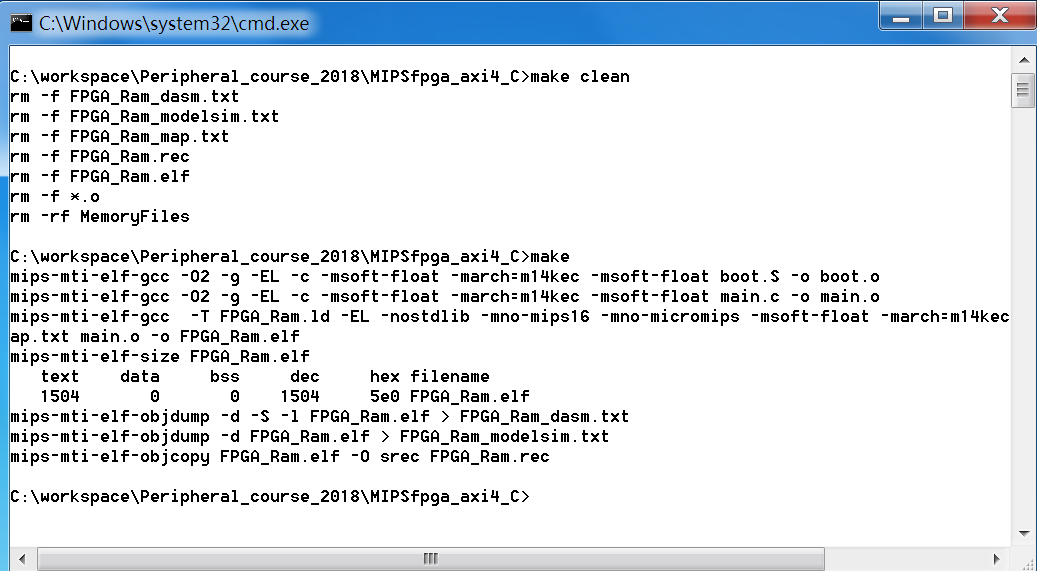 C:\Windows\system32\cmd.exe
C:\workspace\Peripheral_course_2018\MIPSfpga_axi4_C>make clean
rm -f FPGA_Ram_dasm.txt
rm -f FPGA_Ram_modelsim.txt
rm -f FPGA_Ram_map.txt
rm -f FPGA_Ram.rec
rm -f FPGA_Ram.elf
rm -f *.o
rm -rf MemoryFiles
C:\workspace\Peripheral_course_2018\MIPSfpga_axi4_C>make
mips-mti-elf-gcc -O2 -g -EL -c -msoft-float -march=m14kec -msoft-float boot.S -o boot.o
mips-mti-elf-gcc -O2 -g -EL -c -msoft-float -march=m14kec -msoft-float main.c -o main.o
mips-mti-elf-gcc  -T FPGA_Ram.ld -EL -nostdlib -mno-mips16 -mno-micromips -msoft-float -march=m14kec
ap.txt main.o -o FPGA_Ram.elf
mips-mti-elf-size FPGA_Ram.elf
   text    data     bss     dec     hex filename
   1504       0       0    1504     5e0 FPGA_Ram.elf
mips-mti-elf-objdump -d -S -l FPGA_Ram.elf > FPGA_Ram_dasm.txt
mips-mti-elf-objdump -d FPGA_Ram.elf > FPGA_Ram_modelsim.txt
mips-mti-elf-objcopy FPGA_Ram.elf -O srec FPGA_Ram.rec
C:\workspace\Peripheral_course_2018\MIPSfpga_axi4_C>